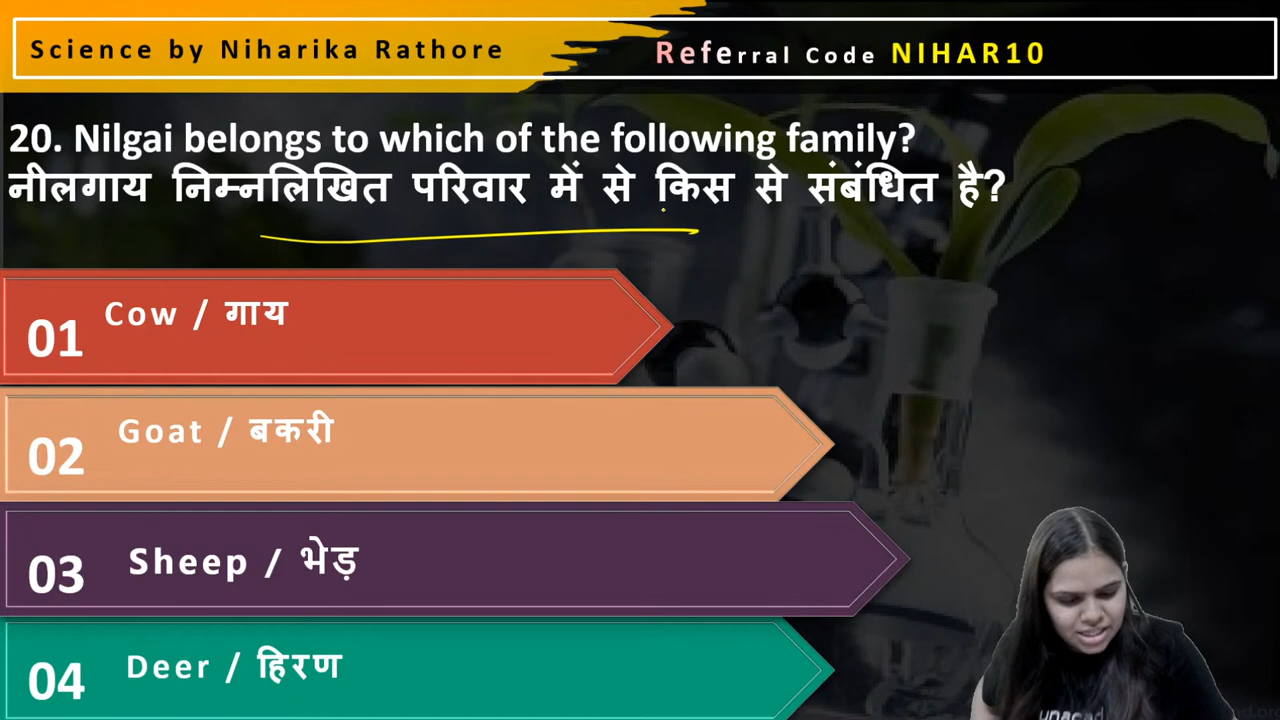 Science by Niharika Rathore
Referral Code NIHAR10
20. Nilgai belongs to which of the following family?
नीलगाय निम्नलिखित परिवार में से किस से संबंधित है?
01 Cow / गाय
02 Goat / बकरी
03 Sheep / भेड़
04 Deer / हिरण